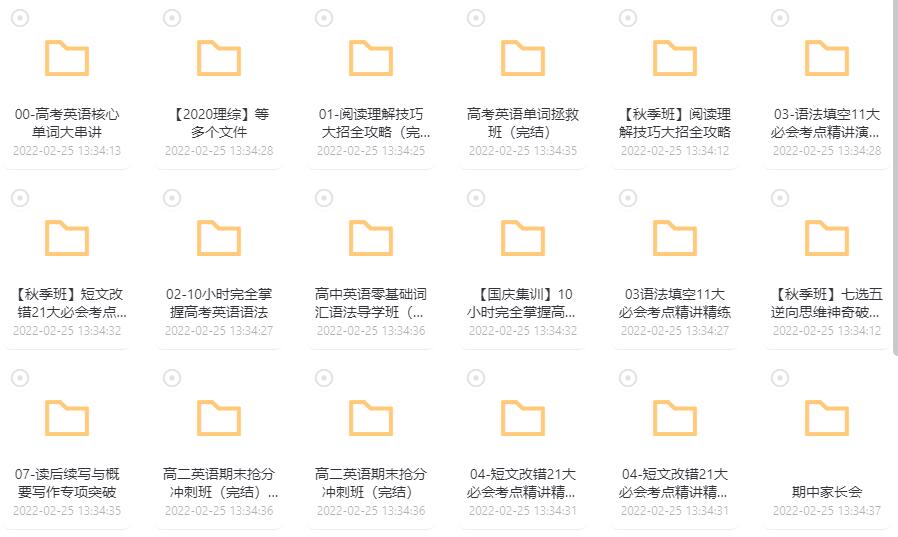 00-高考英语核心
单词大串讲
2022-02-25 13:34:13
【2020理综】等
多个文件
2022-02-25 13:34:28
01-阅读理解技巧
大招全攻略（完...
2022-02-25 13:34:25
高考英语单词拯救
班（完结）
2022-02-25 13:34:35
【秋季班】阅读理
解技巧大招全攻略
2022-02-25 13:34:12
03-语法填空11大
必会考点精讲演...
2022-02-25 13:34:28
【秋季班】短文改
错21大必会考点...
2022-02-25 13:34:32
02-10小时完全掌
握高考英语语法
2022-02-25 13:34:27
高中英语零基础词
汇语法导学班（...
2022-02-25 13:34:36
【国庆集训】10
小时完全掌握高...
2022-02-25 13:34:32
03语法填空11大
必会考点精讲精练
2022-02-25 13:34:27
【秋季班】七选五
逆向思维神奇破...
2022-02-25 13:34:12
07-读后续写与概
要写作专项突破
2022-02-25 13:34:35
高二英语期末抢分
冲刺班（完结）...
2022-02-25 13:34:36
高二英语期末抢分
冲刺班（完结）
2022-02-25 13:34:36
04-短文改错21大
必会考点精讲精...
2022-02-25 13:34:31
04-短文改错21大
必会考点精讲精...
2022-02-25 13:34:31
期中家长会
2022-02-25 13:34:37